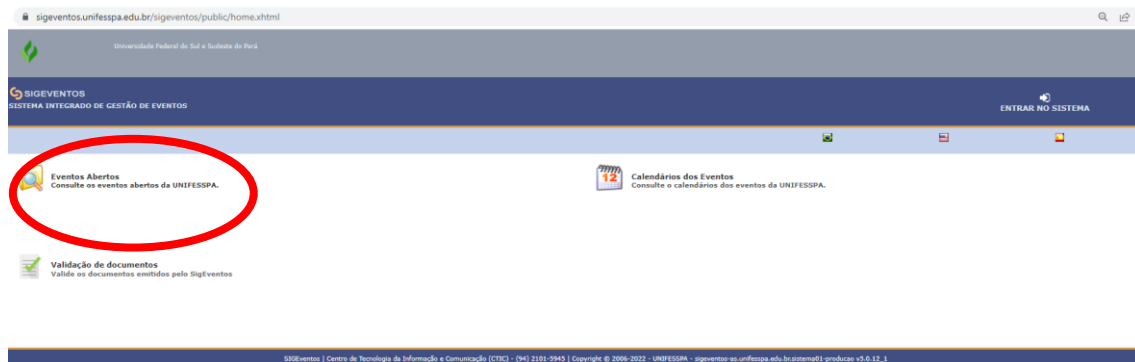 sigeventos.unifesspa.edu.br/sigeventos/public/home.xhtml
Universidade Federal do Sul e Sudeste do Pará
SIGEVENTOS
SISTEMA INTEGRADO DE GESTÃO DE EVENTOS
ENTRAR NO SISTEMA
Eventos Abertos
Consulte os eventos abertos da UNIFESSPA.
12
Calendários dos Eventos
Consulte o calendários dos eventos da UNIFESSPA.
Validação de documentos
Valide os documentos emitidos pelo SigEventos
SIGEventos | Centro de Tecnologia da Informação e Comunicação (CTIC) - (94) 2101-5945 | Copyright © 2006-2022 - UNIFESSPA - sigeventos-as.unifesspa.edu.br.sistema01-producao v5.0.12_1